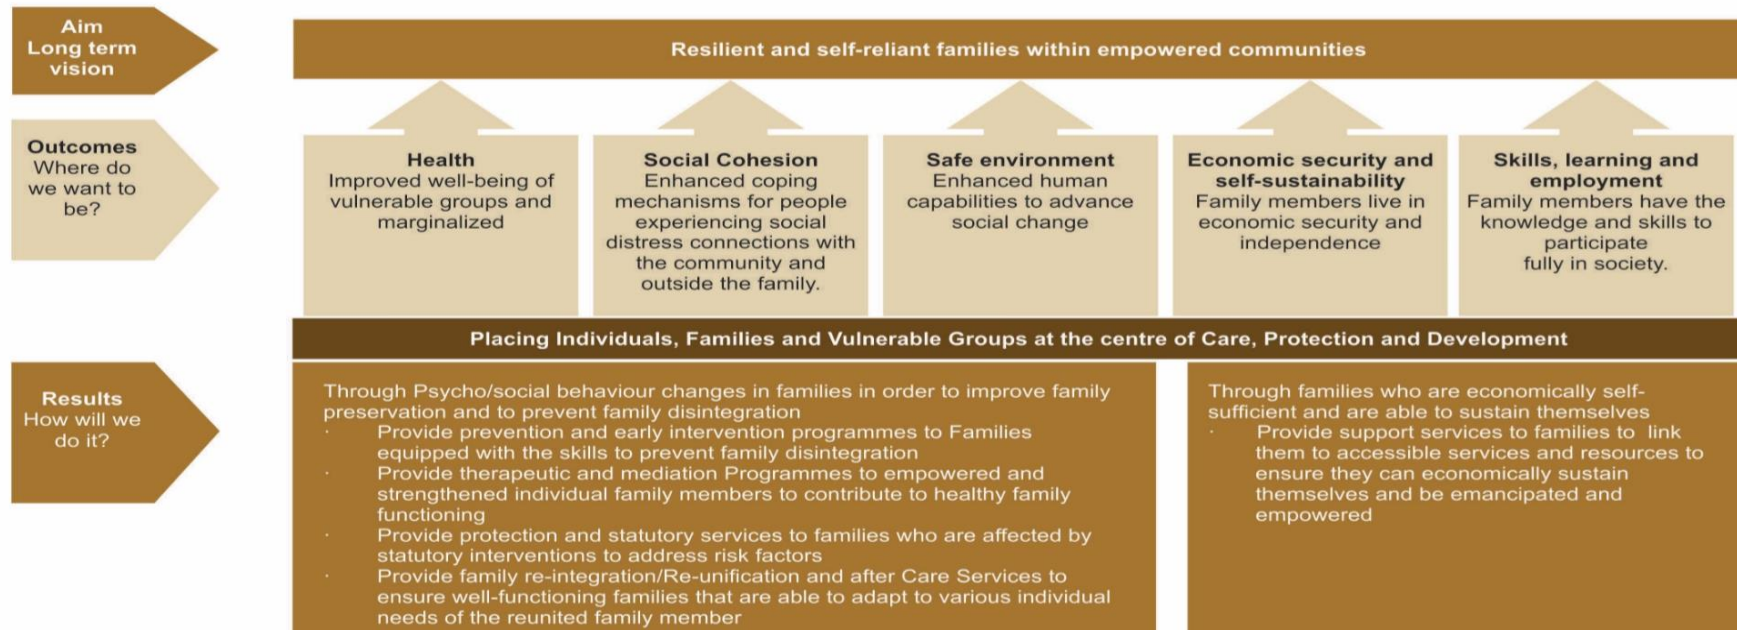 Aim
Long term
vision
Resilient and self-reliant families within empowered communities
Outcomes
Where do
we want to
be?
Health
Improved well-being of
vulnerable groups and
marginalized
Social Cohesion
Enhanced coping
mechanisms for people
experiencing social
distress connections with
the community and
outside the family.
Safe environment
Enhanced human
capabilities to advance
social change
Economic security and
self-sustainability
Family members live in
economic security and
independence
Skills, learning and
employment
Family members have the
knowledge and skills to
participate
fully in society.
Placing Individuals, Families and Vulnerable Groups at the centre of Care, Protection and Development
Results
How will we
do it?
Through Psycho/social behaviour changes in families in order to improve family
preservation and to prevent family disintegration
· Provide prevention and early intervention programmes to Families
equipped with the skills to prevent family disintegration
· Provide therapeutic and mediation Programmes to empowered and
strengthened individual family members to contribute to healthy family
functioning
· Provide protection and statutory services to families who are affected by
statutory interventions to address risk factors
· Provide family re-integration/Re-unification and after Care Services to
ensure well-functioning families that are able to adapt to various individual
needs of the reunited family member
Through families who are economically self-
sufficient and are able to sustain themselves
· Provide support services to families to link
them to accessible services and resources to
ensure they can economically sustain
themselves and be emancipated and
empowered